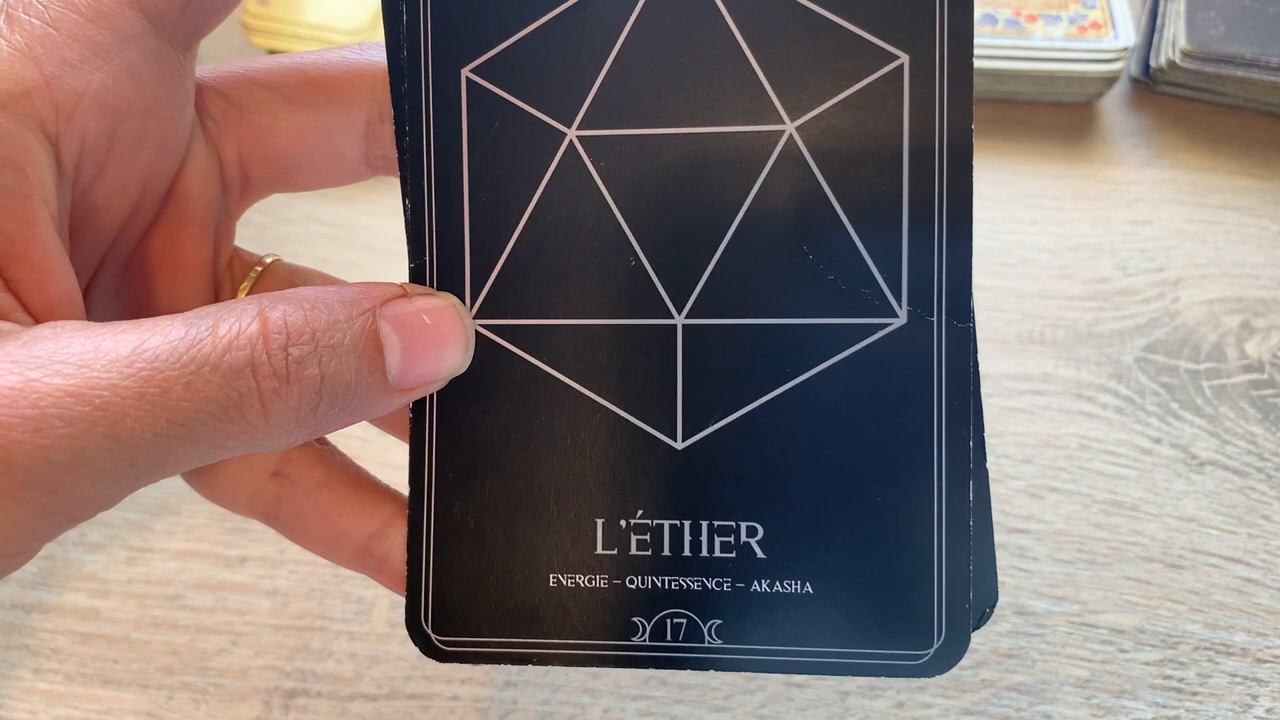 L'ÉTHER
ENERGIE – QUINTESSENCE – AKASHA
17